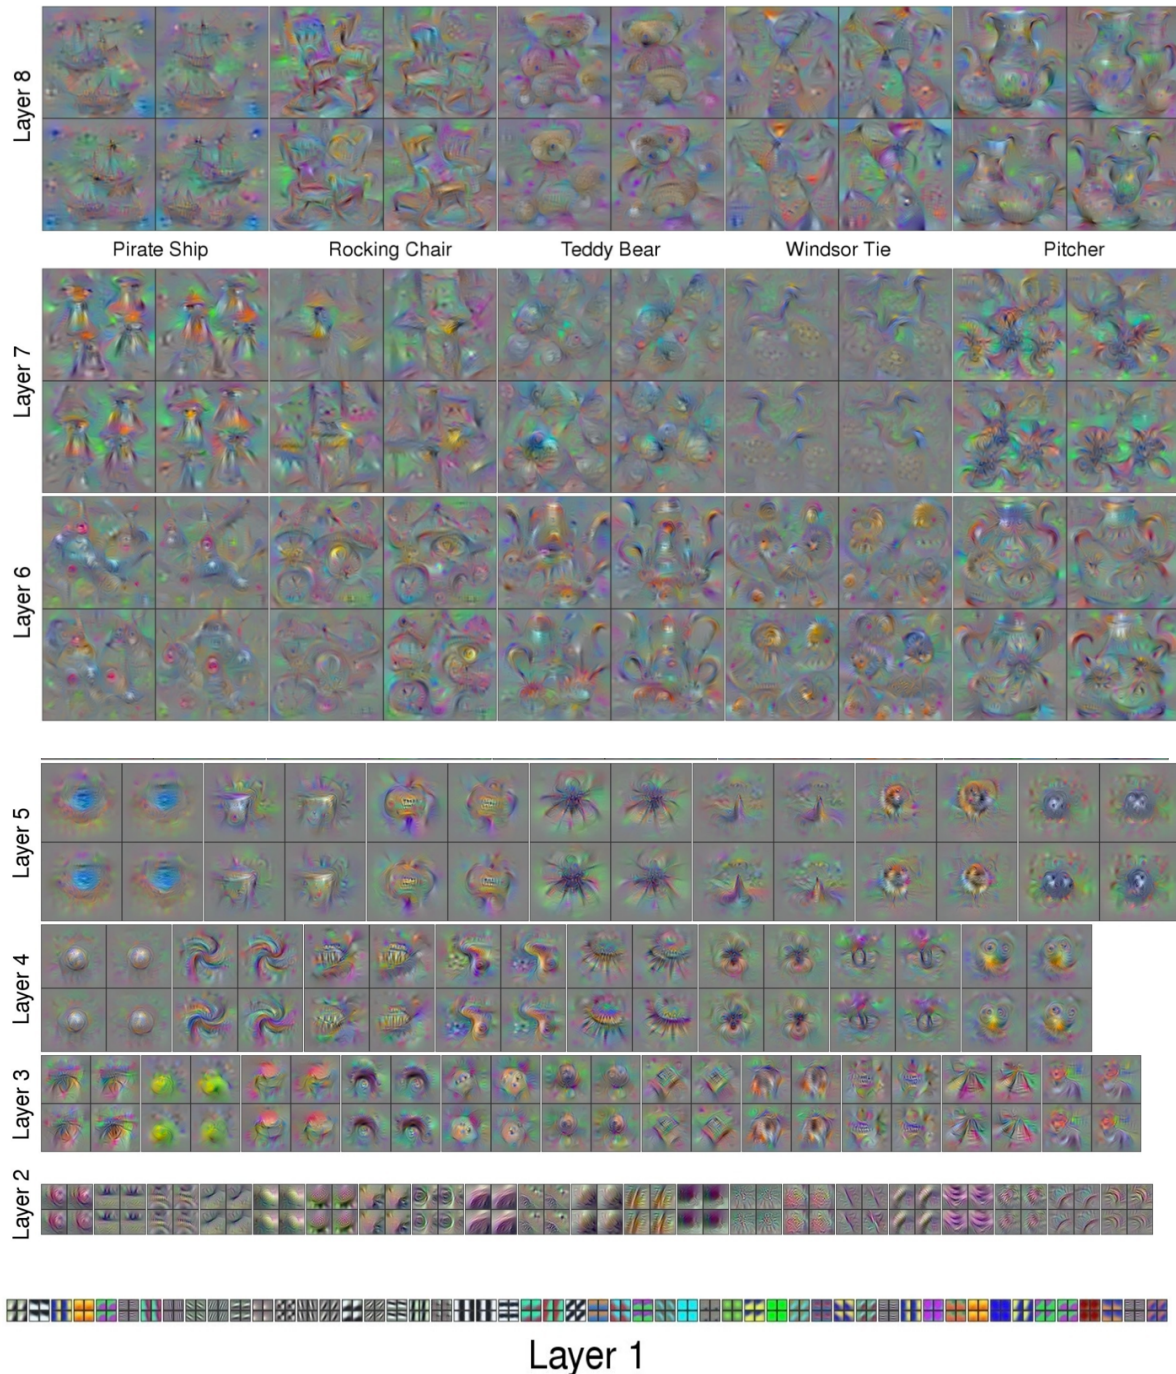 Layer 8
Pirate Ship Rocking Chair Teddy Bear Windsor Tie Pitcher
Layer 7
Layer 6
Layer 5
Layer 4
Layer 3
Layer 2
Layer 1